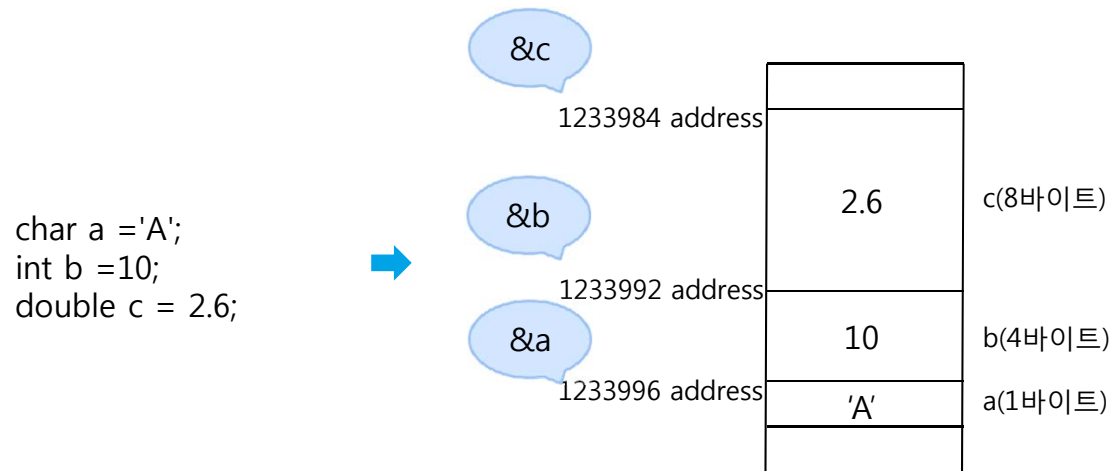 char a ='A';
int b =10;
double c = 2.6;
&c
1233984 address
&b
1233992 address
&a
1233996 address
2.6
c(8바이트)
10
b(4바이트)
‘A’
a(1바이트)